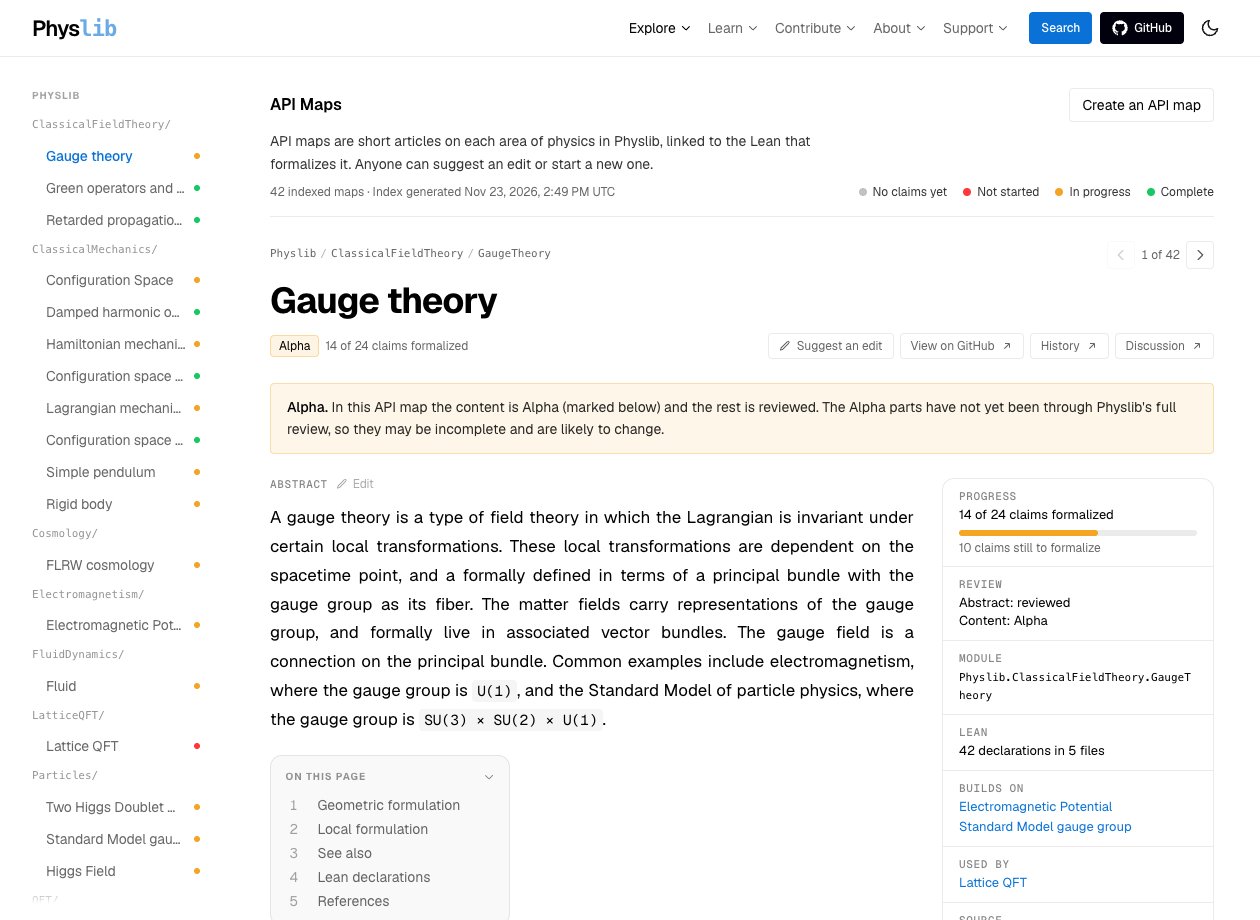 Physlib
Explore Learn Contribute About Support Search GitHub
PHYSLIB
ClassicalFieldTheory/
Gauge theory
Green operators and ...
Retarded propagatio...
ClassicalMechanics/
Configuration Space
Damped harmonic o...
Hamiltonian mechani...
Configuration space ...
Lagrangian mechani...
Configuration space ...
Simple pendulum
Rigid body
Cosmology/
FLRW cosmology
Electromagnetism/
Electromagnetic Pot...
FluidDynamics/
Fluid
LatticeQFT/
Lattice QFT
Particles/
Two Higgs Doublet ...
Standard Model gau...
Higgs Field
QFT/
API Maps
Create an API map
API maps are short articles on each area of physics in Physlib, linked to the Lean that
formalizes it. Anyone can suggest an edit or start a new one.
42 indexed maps · Index generated Nov 23, 2026, 2:49 PM UTC
No claims yet Not started In progress Complete
Physlib / ClassicalFieldTheory / GaugeTheory
1 of 42
Gauge theory
Alpha 14 of 24 claims formalized
Suggest an edit View on GitHub ↗ History ↗ Discussion ↗
Alpha. In this API map the content is Alpha (marked below) and the rest is reviewed. The Alpha parts have not yet been through Physlib's full
review, so they may be incomplete and are likely to change.
ABSTRACT Edit
A gauge theory is a type of field theory in which the Lagrangian is invariant under
certain local transformations. These local transformations are dependent on the
spacetime point, and a formally defined in terms of a principal bundle with the
gauge group as its fiber. The matter fields carry representations of the gauge
group, and formally live in associated vector bundles. The gauge field is a
connection on the principal bundle. Common examples include electromagnetism,
where the gauge group is U(1), and the Standard Model of particle physics, where
the gauge group is SU(3) × SU(2) × U(1).
ON THIS PAGE
1 Geometric formulation
2 Local formulation
3 See also
4 Lean declarations
5 References
PROGRESS
14 of 24 claims formalized
10 claims still to formalize
REVIEW
Abstract: reviewed
Content: Alpha
MODULE
Physlib.ClassicalFieldTheory.GaugeT
heory
LEAN
42 declarations in 5 files
BUILDS ON
Electromagnetic Potential
Standard Model gauge group
USED BY
Lattice QFT
SOURCE